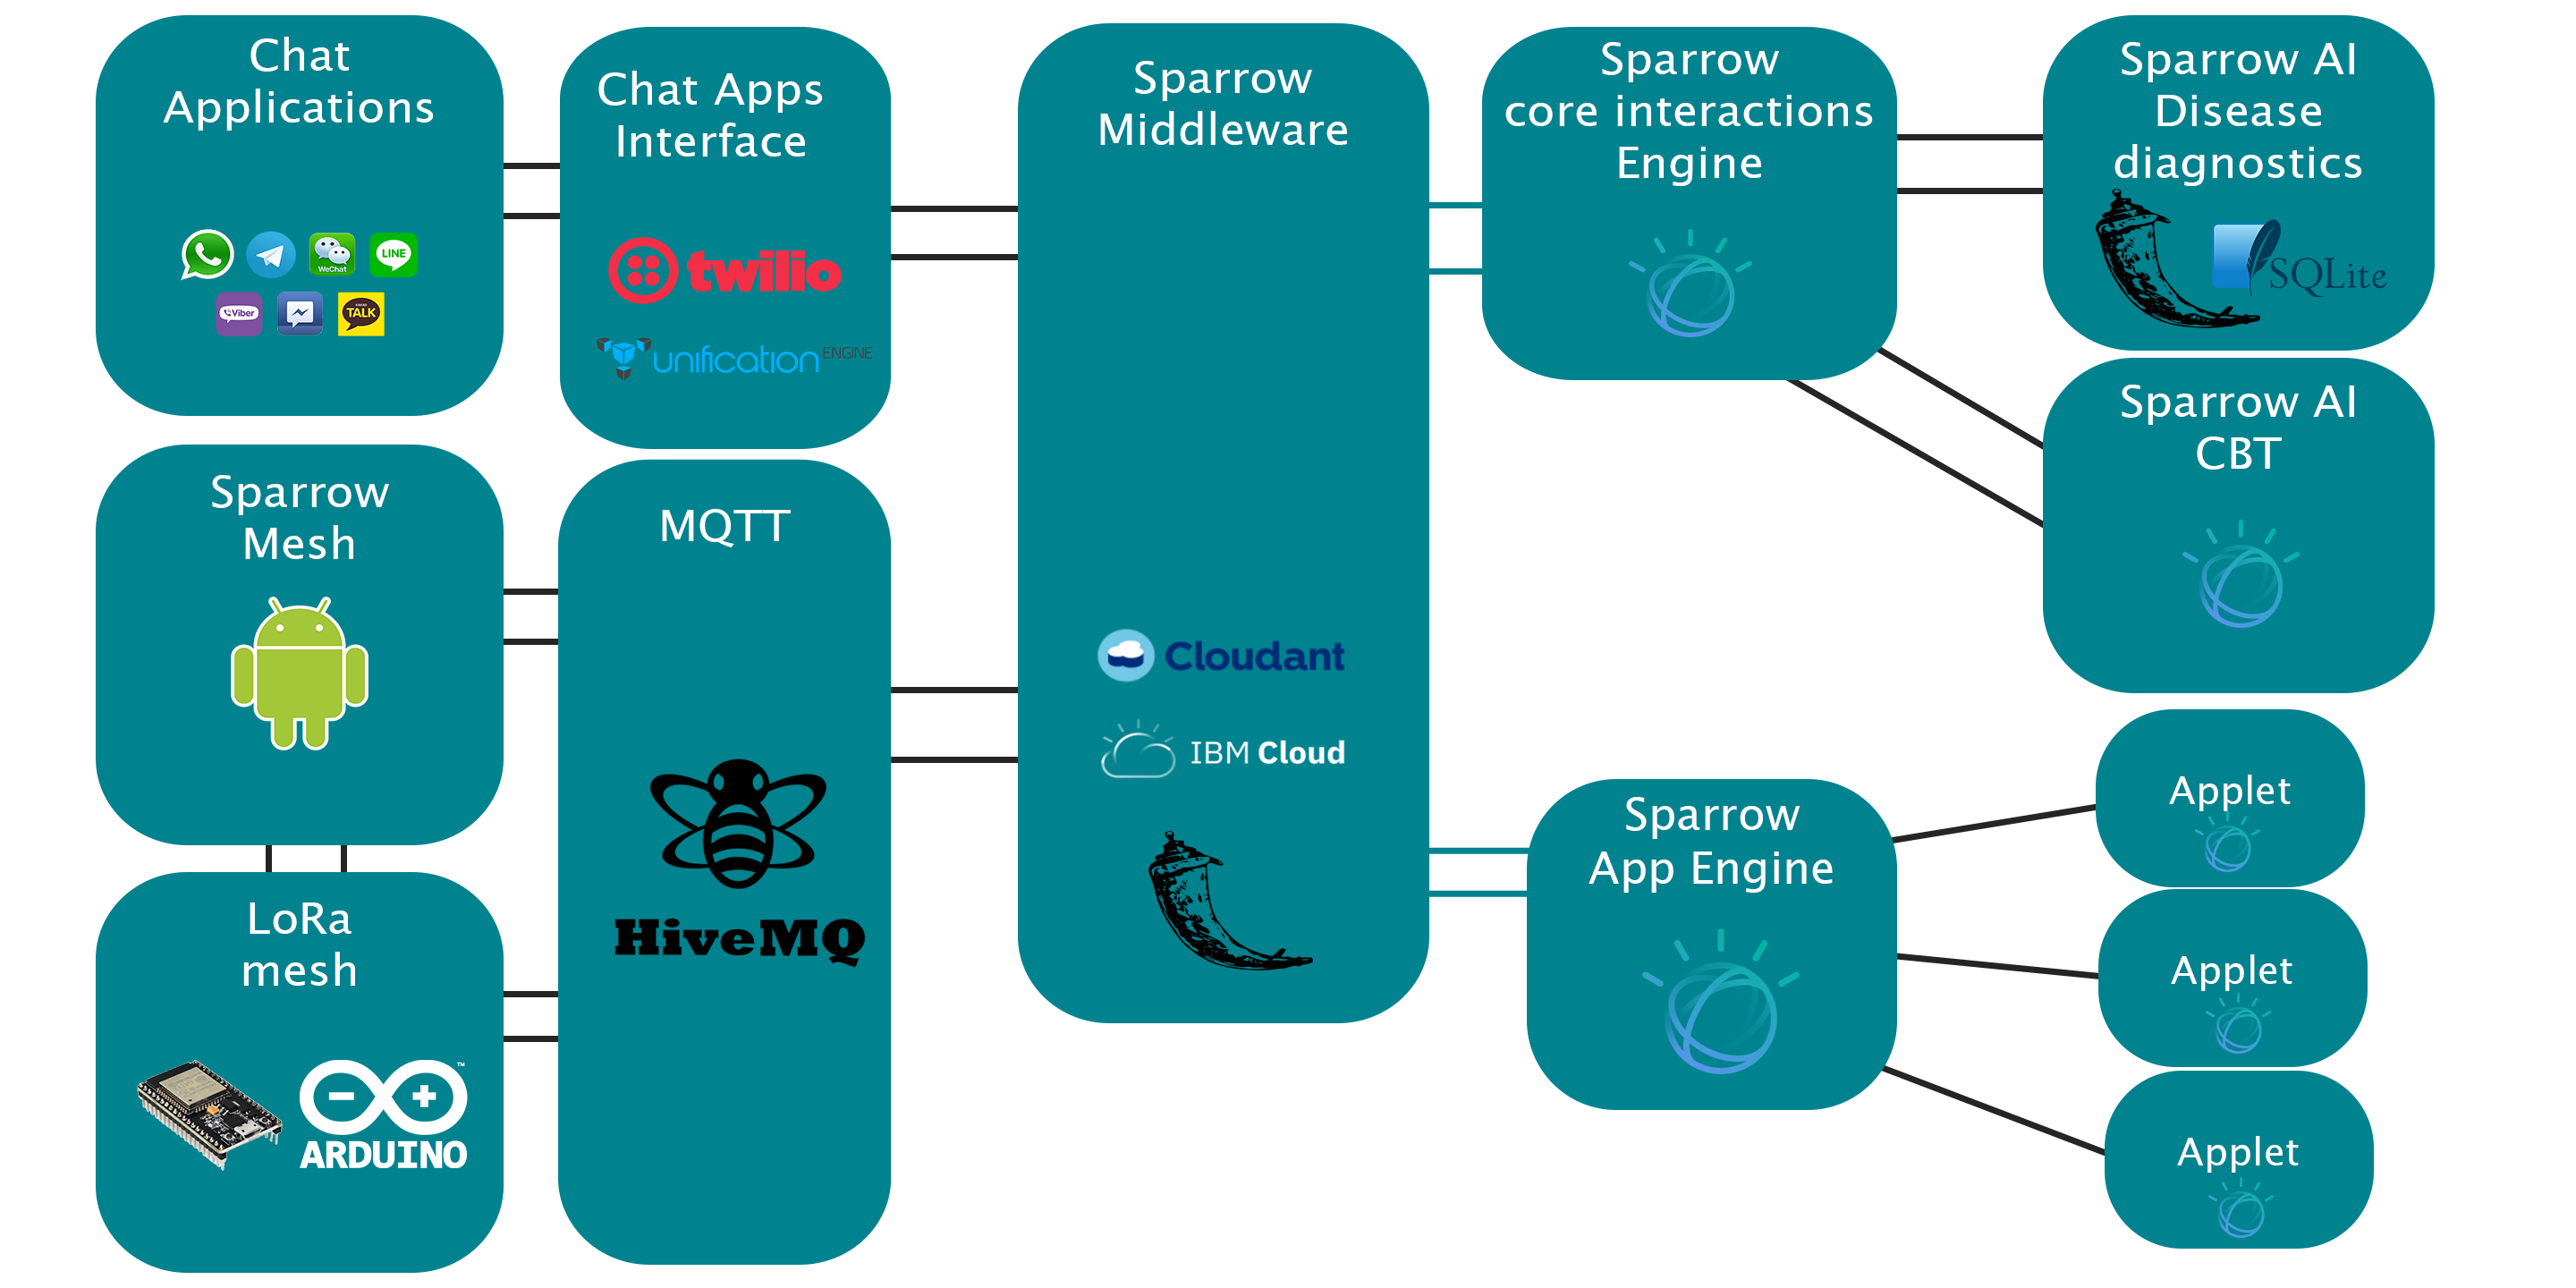 Chat
Applications
WeChat
LINE
Viber
TALK
Chat Apps
Interface
twilio
unification ENGINE
Sparrow
Middleware
Cloudant
IBM Cloud
Sparrow
core interactions
Engine
Sparrow AI
Disease
diagnostics
SQLite
Sparrow AI
CBT
Sparrow
Mesh
MQTT
HiveMQ
LoRa
mesh
ARDUINO
TM
Sparrow
App Engine
Applet
Applet
Applet